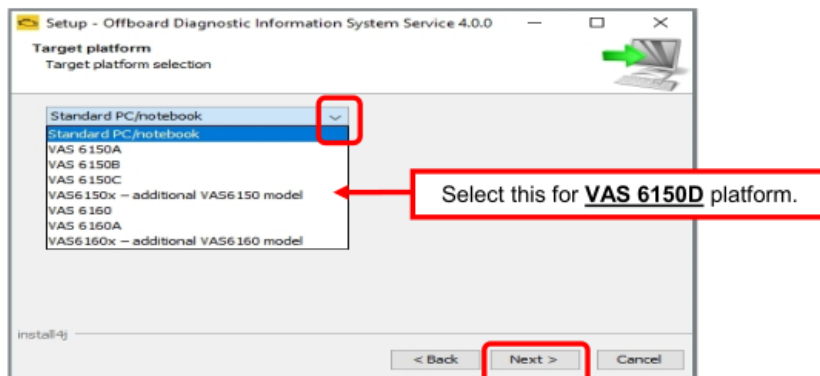 Setup - Offboard Diagnostic Information System Service 4.0.0
Target platform
Target platform selection
Standard PC/notebook
Standard PC/notebook
VAS 6150A
VAS 6150B
VAS 6150C
VAS6150x – additional VAS6150 model
VAS 6160
VAS 6160A
VAS6160x – additional VAS6160 model
Select this for VAS 6150D platform.
install4j
< Back
Next >
Cancel